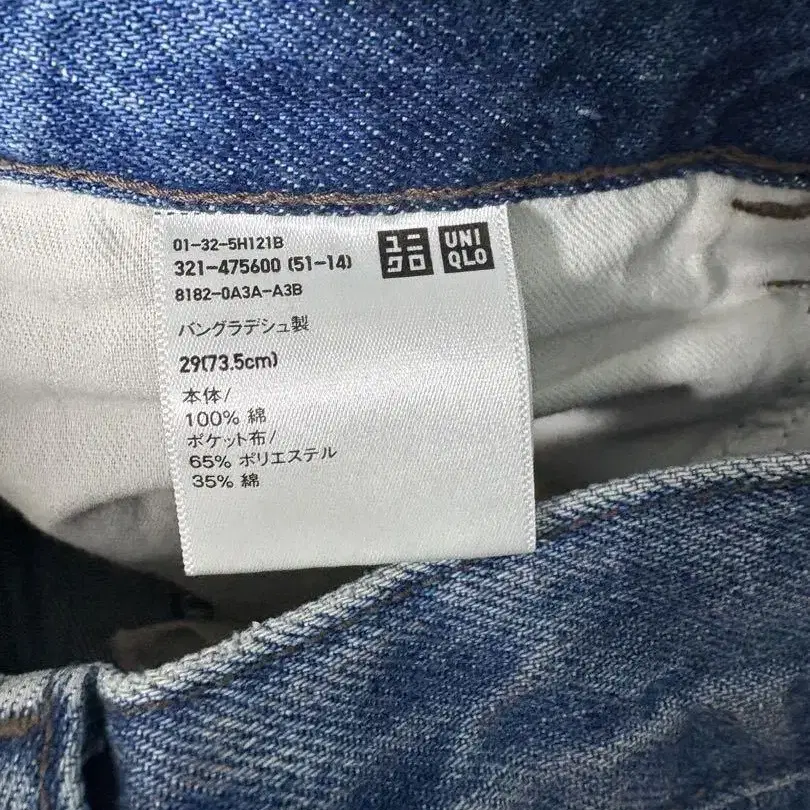 01-32-5H121B
321-475600 (51-14)
8182-0A3A-A3B
ユニ
クロ
UNI
QLO
バングラデシュ製
29(73.5cm)
本体/
100% 綿
ポケット布/
65% ポリエステル
35% 綿